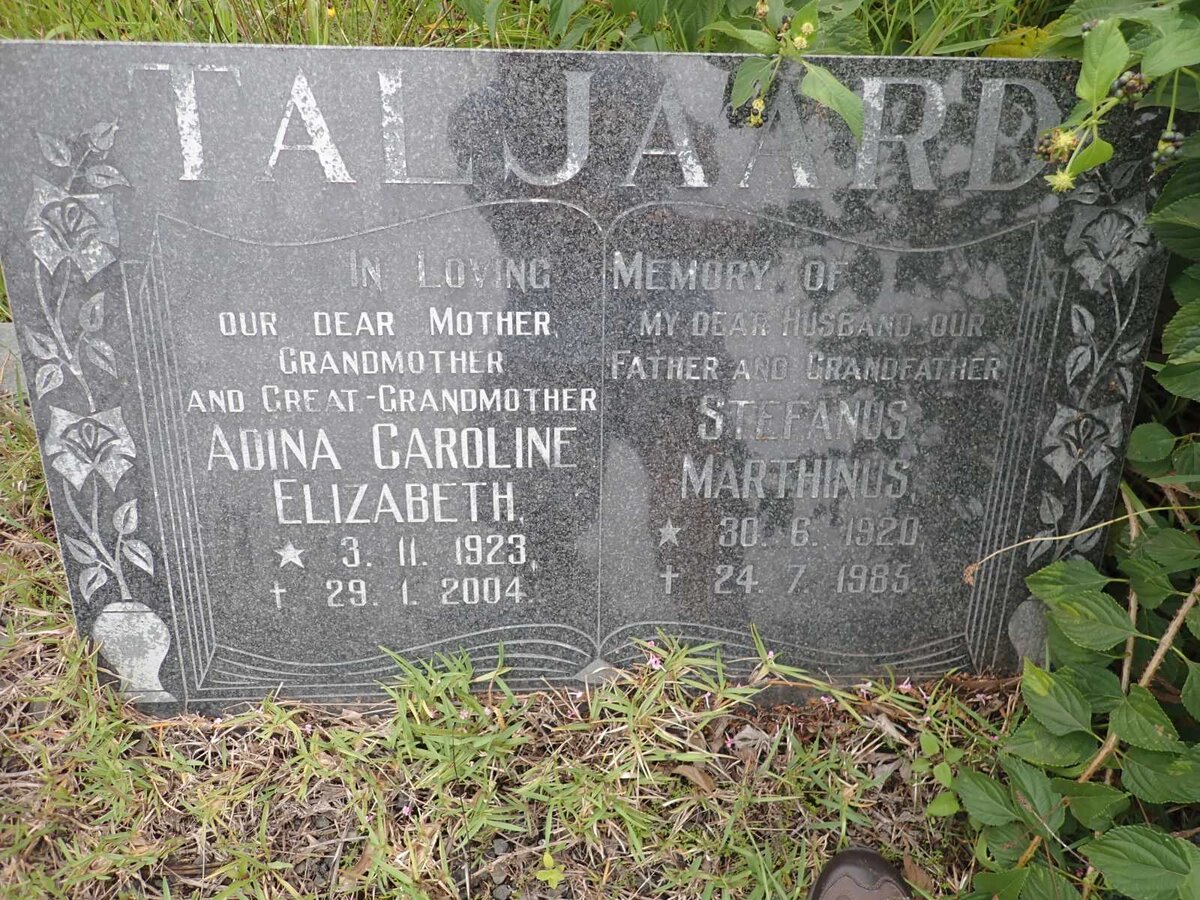 TALJAARD
IN LOVING MEMORY OF
OUR DEAR MOTHER,
GRANDMOTHER
AND GREAT-GRANDMOTHER
ADINA CAROLINE
ELIZABETH,
★ 3. 11. 1923,
† 29. 1. 2004.
MY DEAR HUSBAND OUR
FATHER AND GRANDFATHER
STEFANUS
MARTHINUS,
★ 30. 6. 1920
† 24. 7. 1985.